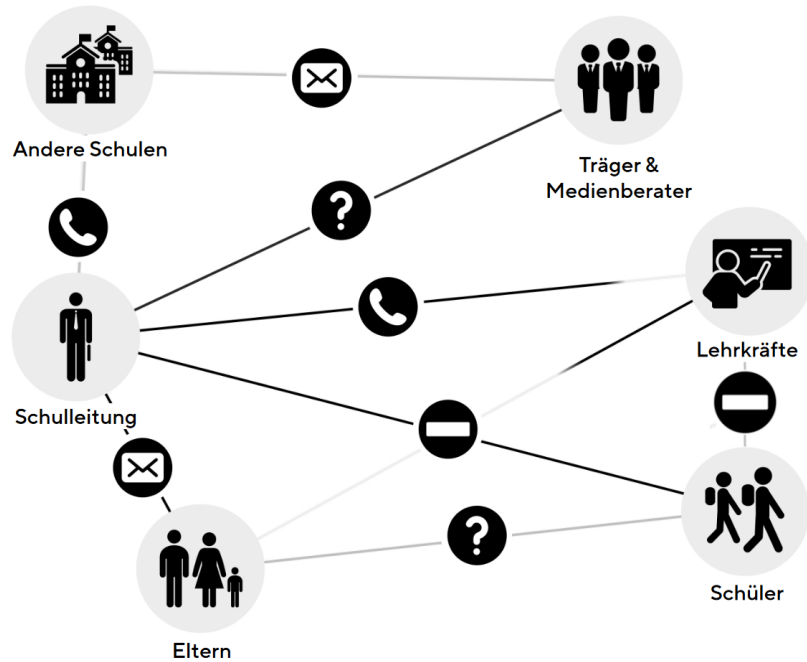 Andere Schulen
Träger &
Medienberater
?
Lehrkräfte
Schulleitung
?
Schüler
Eltern